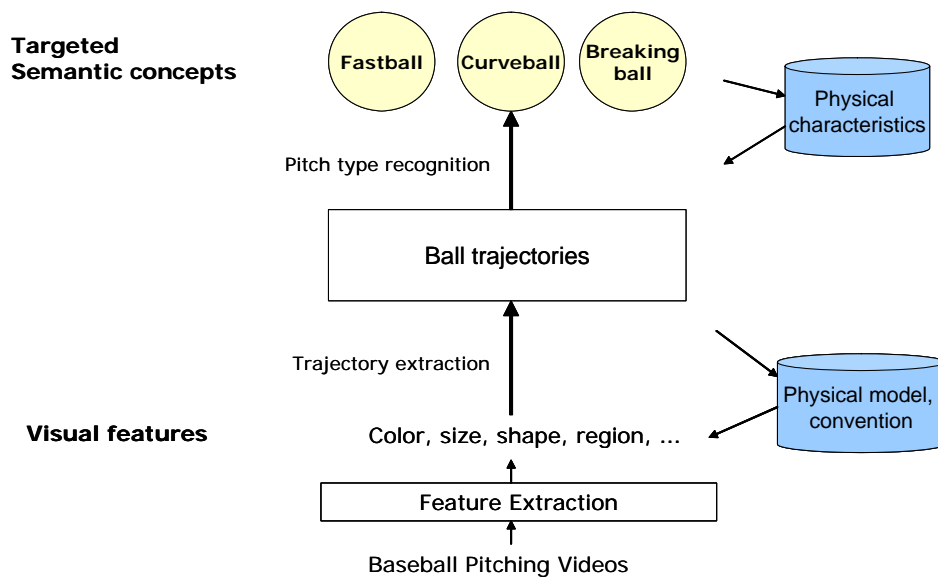 Targeted
Semantic concepts
Fastball
Curveball
Breaking
ball
Physical
characteristics
Pitch type recognition
Ball trajectories
Trajectory extraction
Physical model,
convention
Visual features
Color, size, shape, region, ...
Feature Extraction
Baseball Pitching Videos